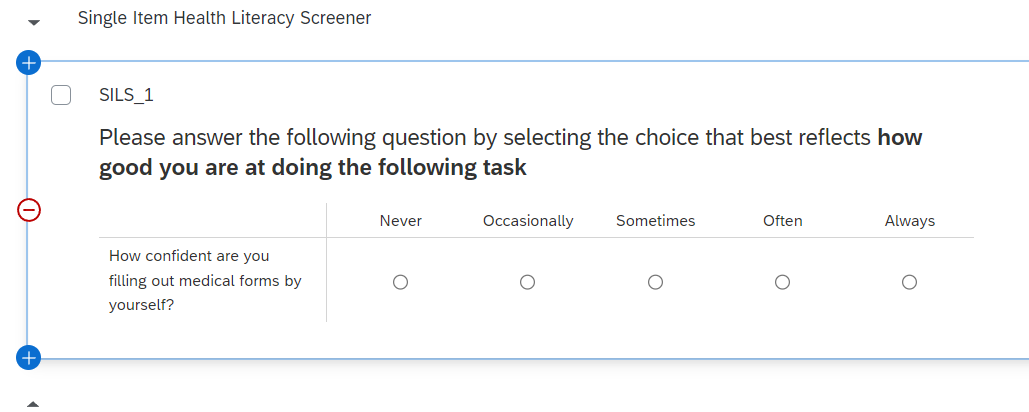 Single Item Health Literacy Screener
SILS_1
Please answer the following question by selecting the choice that best reflects how
good you are at doing the following task
Never Occasionally Sometimes Often Always
How confident are you
filling out medical forms by
yourself?